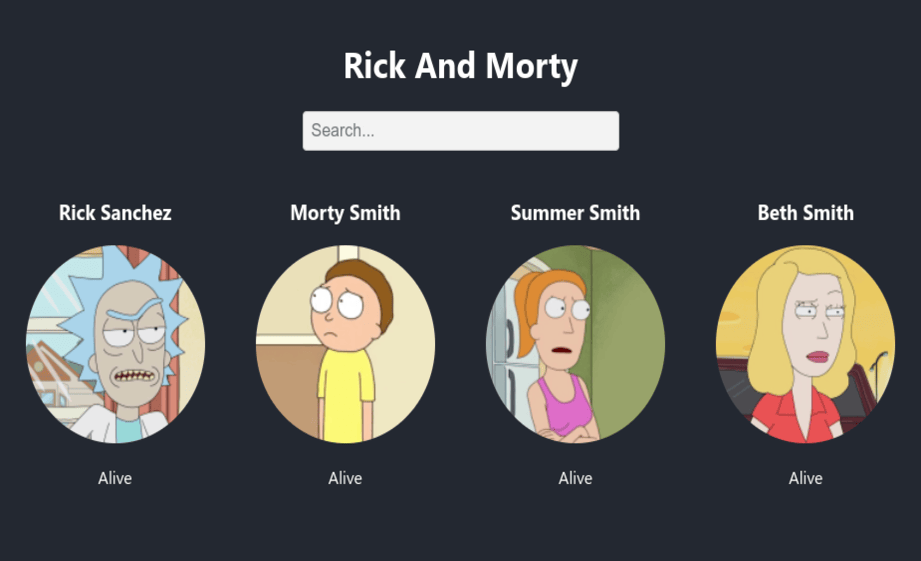 Rick And Morty
Search...
Rick Sanchez
Morty Smith
Summer Smith
Beth Smith
Alive
Alive
Alive
Alive